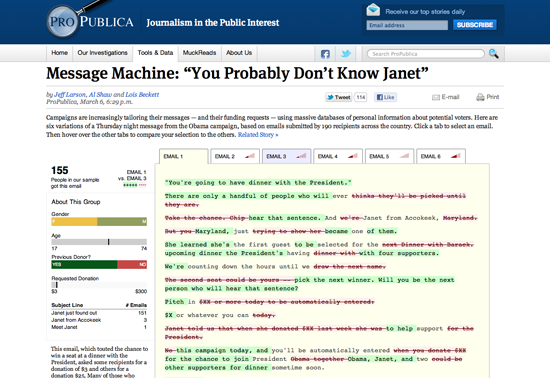 PROPUBLICA Journalism in the Public Interest
Receive our top stories daily
Email address subscribe
Home Our Investigations Tools & Data MuckReads About Us
Search ProPublica
Message Machine: “You Probably Don’t Know Janet”
by Jeff Larson, Al Shaw and Lois Beckett
ProPublica, March 6, 6:29 p.m.
Tweet 114 Like E-mail Print
Campaigns are increasingly tailoring their messages — and their funding requests — using massive databases of personal information about potential voters. Here are
six variations of a Thursday night message from the Obama campaign, based on emails submitted by 190 recipients across the country. Click a tab to select an email.
Then hover over the other tabs to compare your selection to the others. Related Story »
EMAIL 1 EMAIL 2 EMAIL 3 EMAIL 4 EMAIL 5 EMAIL 6
155
People in our sample
got this email
EMAIL 1
vs. EMAIL 3
+++++
About This Group
Gender
F M
Age
17 74
Previous Donor?
YES NO
Requested Donation
$3 $300
Subject Line # Emails
Janet just found out 151
Janet from Accokeek 3
Meet Janet 1
This email, which touted the chance to
win a seat at a dinner with the
President, asked some recipients for a
donation of $3 and others for a
donation $25. Many of those who
"You're going to have dinner with the President."
There are only a handful of people who will ever thinks they'll be picked until
they are.
Take the chance. Chip hear that sentence. And we're Janet from Accokeek, Maryland.
But you Maryland, just trying to show her became one of them.
She learned she's the first guest to be selected for the next Dinner with Barack.
upcoming dinner the President's having dinner with with four supporters.
We're counting down the hours until we draw the next name.
The second seat could be yours -- pick the next winner. Will you be the next
person who will hear that sentence?
Pitch in $XX or more today to be automatically entered.
$X or whatever you can today.
Janet told us that when she donated $XX last week she was to help support for the
President.
No this campaign today, and you'll be automatically entered when you donate $XX
for the chance to join President Obama together Obama, Janet, and two could be
other supporters for dinner sometime soon.